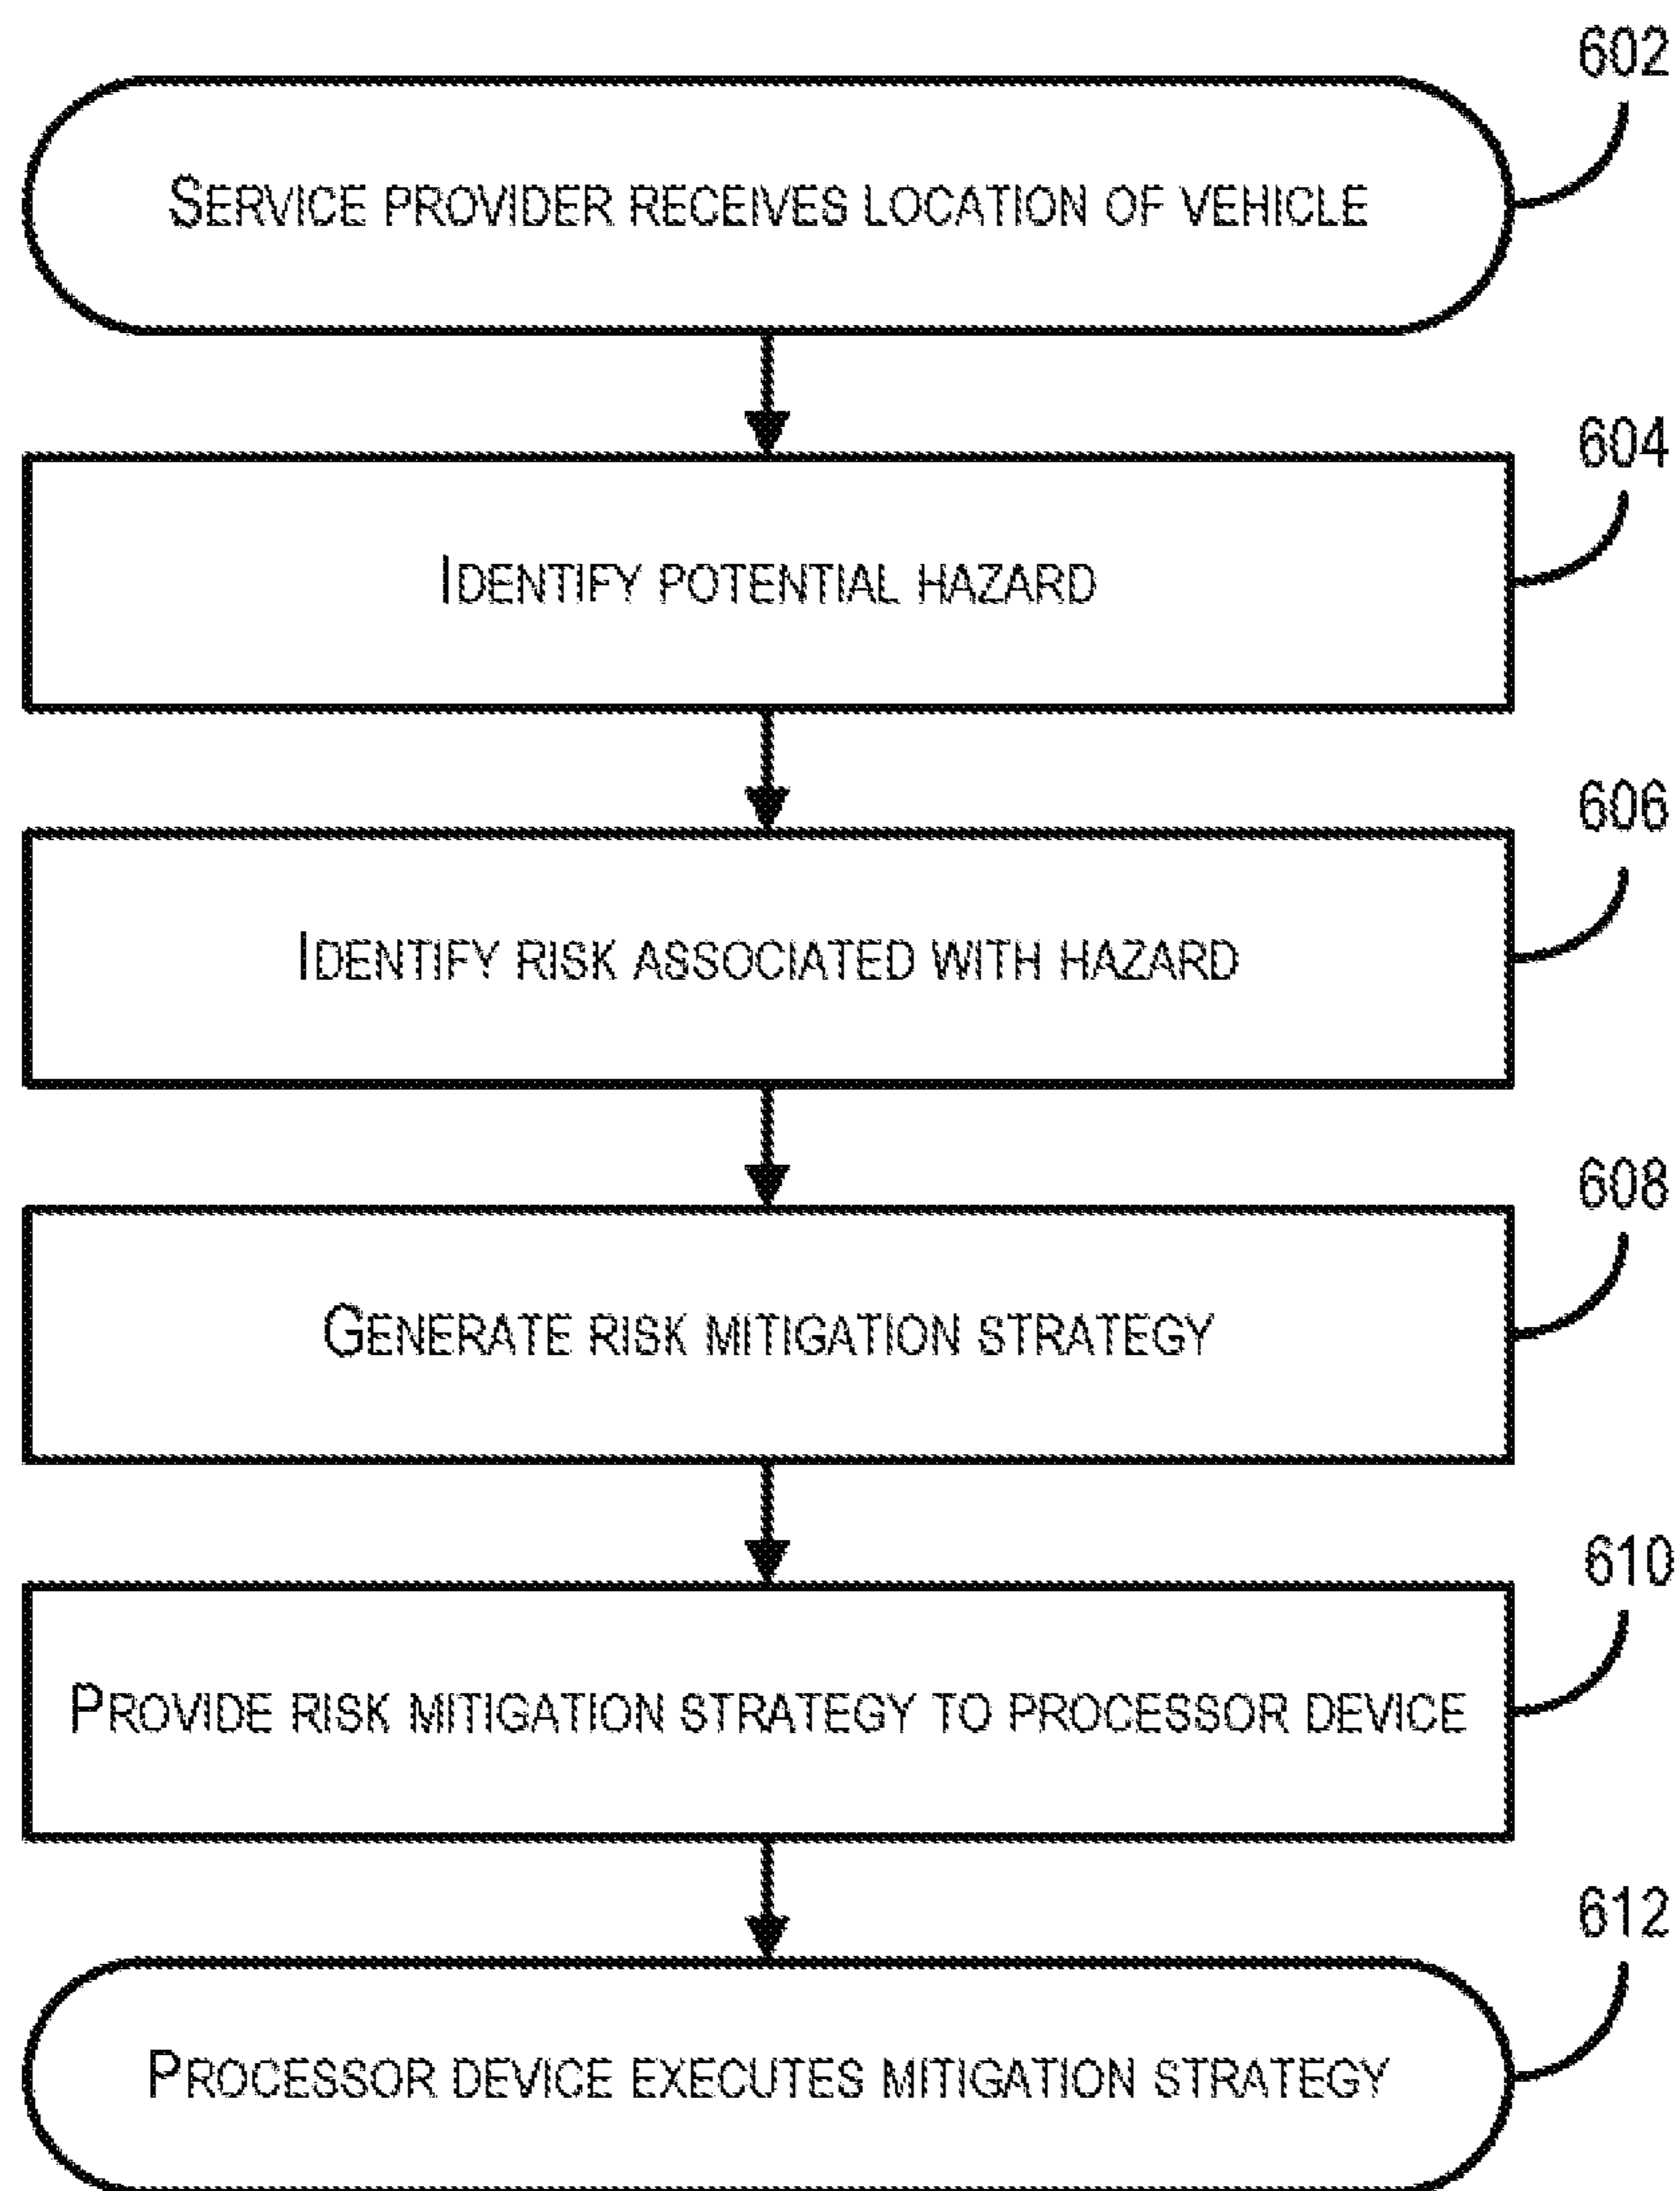 602
SERVICE PROVIDER RECEIVES LOCATION OF VEHICLE
604
IDENTIFY POTENTIAL HAZARD
606
IDENTIFY RISK ASSOCIATED WITH HAZARD
608
GENERATE RISK MITIGATION STRATEGY
610
PROVIDE RISK MITIGATION STRATEGY TO PROCESSOR DEVICE
612
PROCESSOR DEVICE EXECUTES MITIGATION STRATEGY